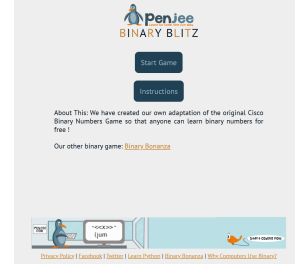 Penjee
BINARY BLITZ
Start Game
Instructions
About This: We have created our own adaptation of the original Cisco
Binary Numbers Game so that anyone can learn binary numbers for
free !
Our other binary game: Binary Bonanza
Privacy Policy | Facebook | Twitter | Learn Python | Binary Bonanza | Why Computers Use Binary?